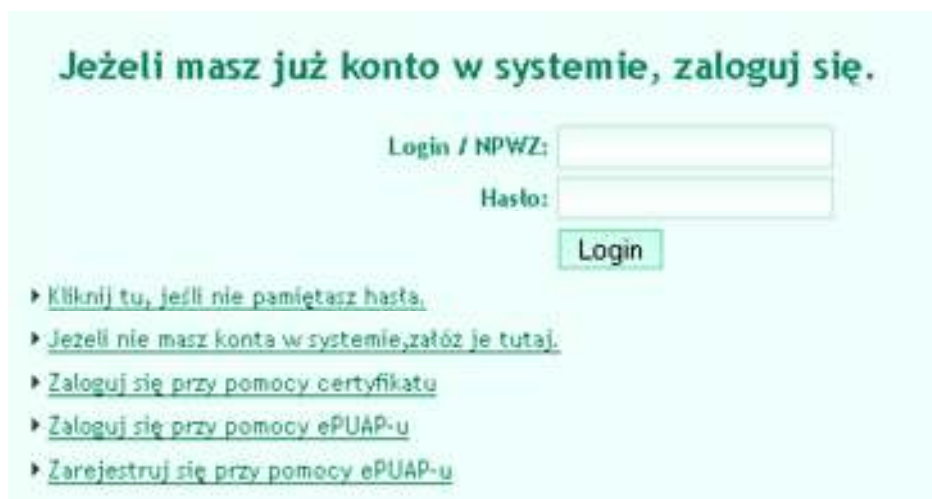 Jeżeli masz już konto w systemie, zaloguj się.
Login / NPWZ:
Hasło:
Login
Kliknij tu, jeśli nie pamiętasz hasła.
Jeżeli nie masz konta w systemie,załóż je tutaj.
Zaloguj się przy pomocy certyfikatu
Zaloguj się przy pomocy ePUAP-u
Zarejestruj się przy pomocy ePUAP-u